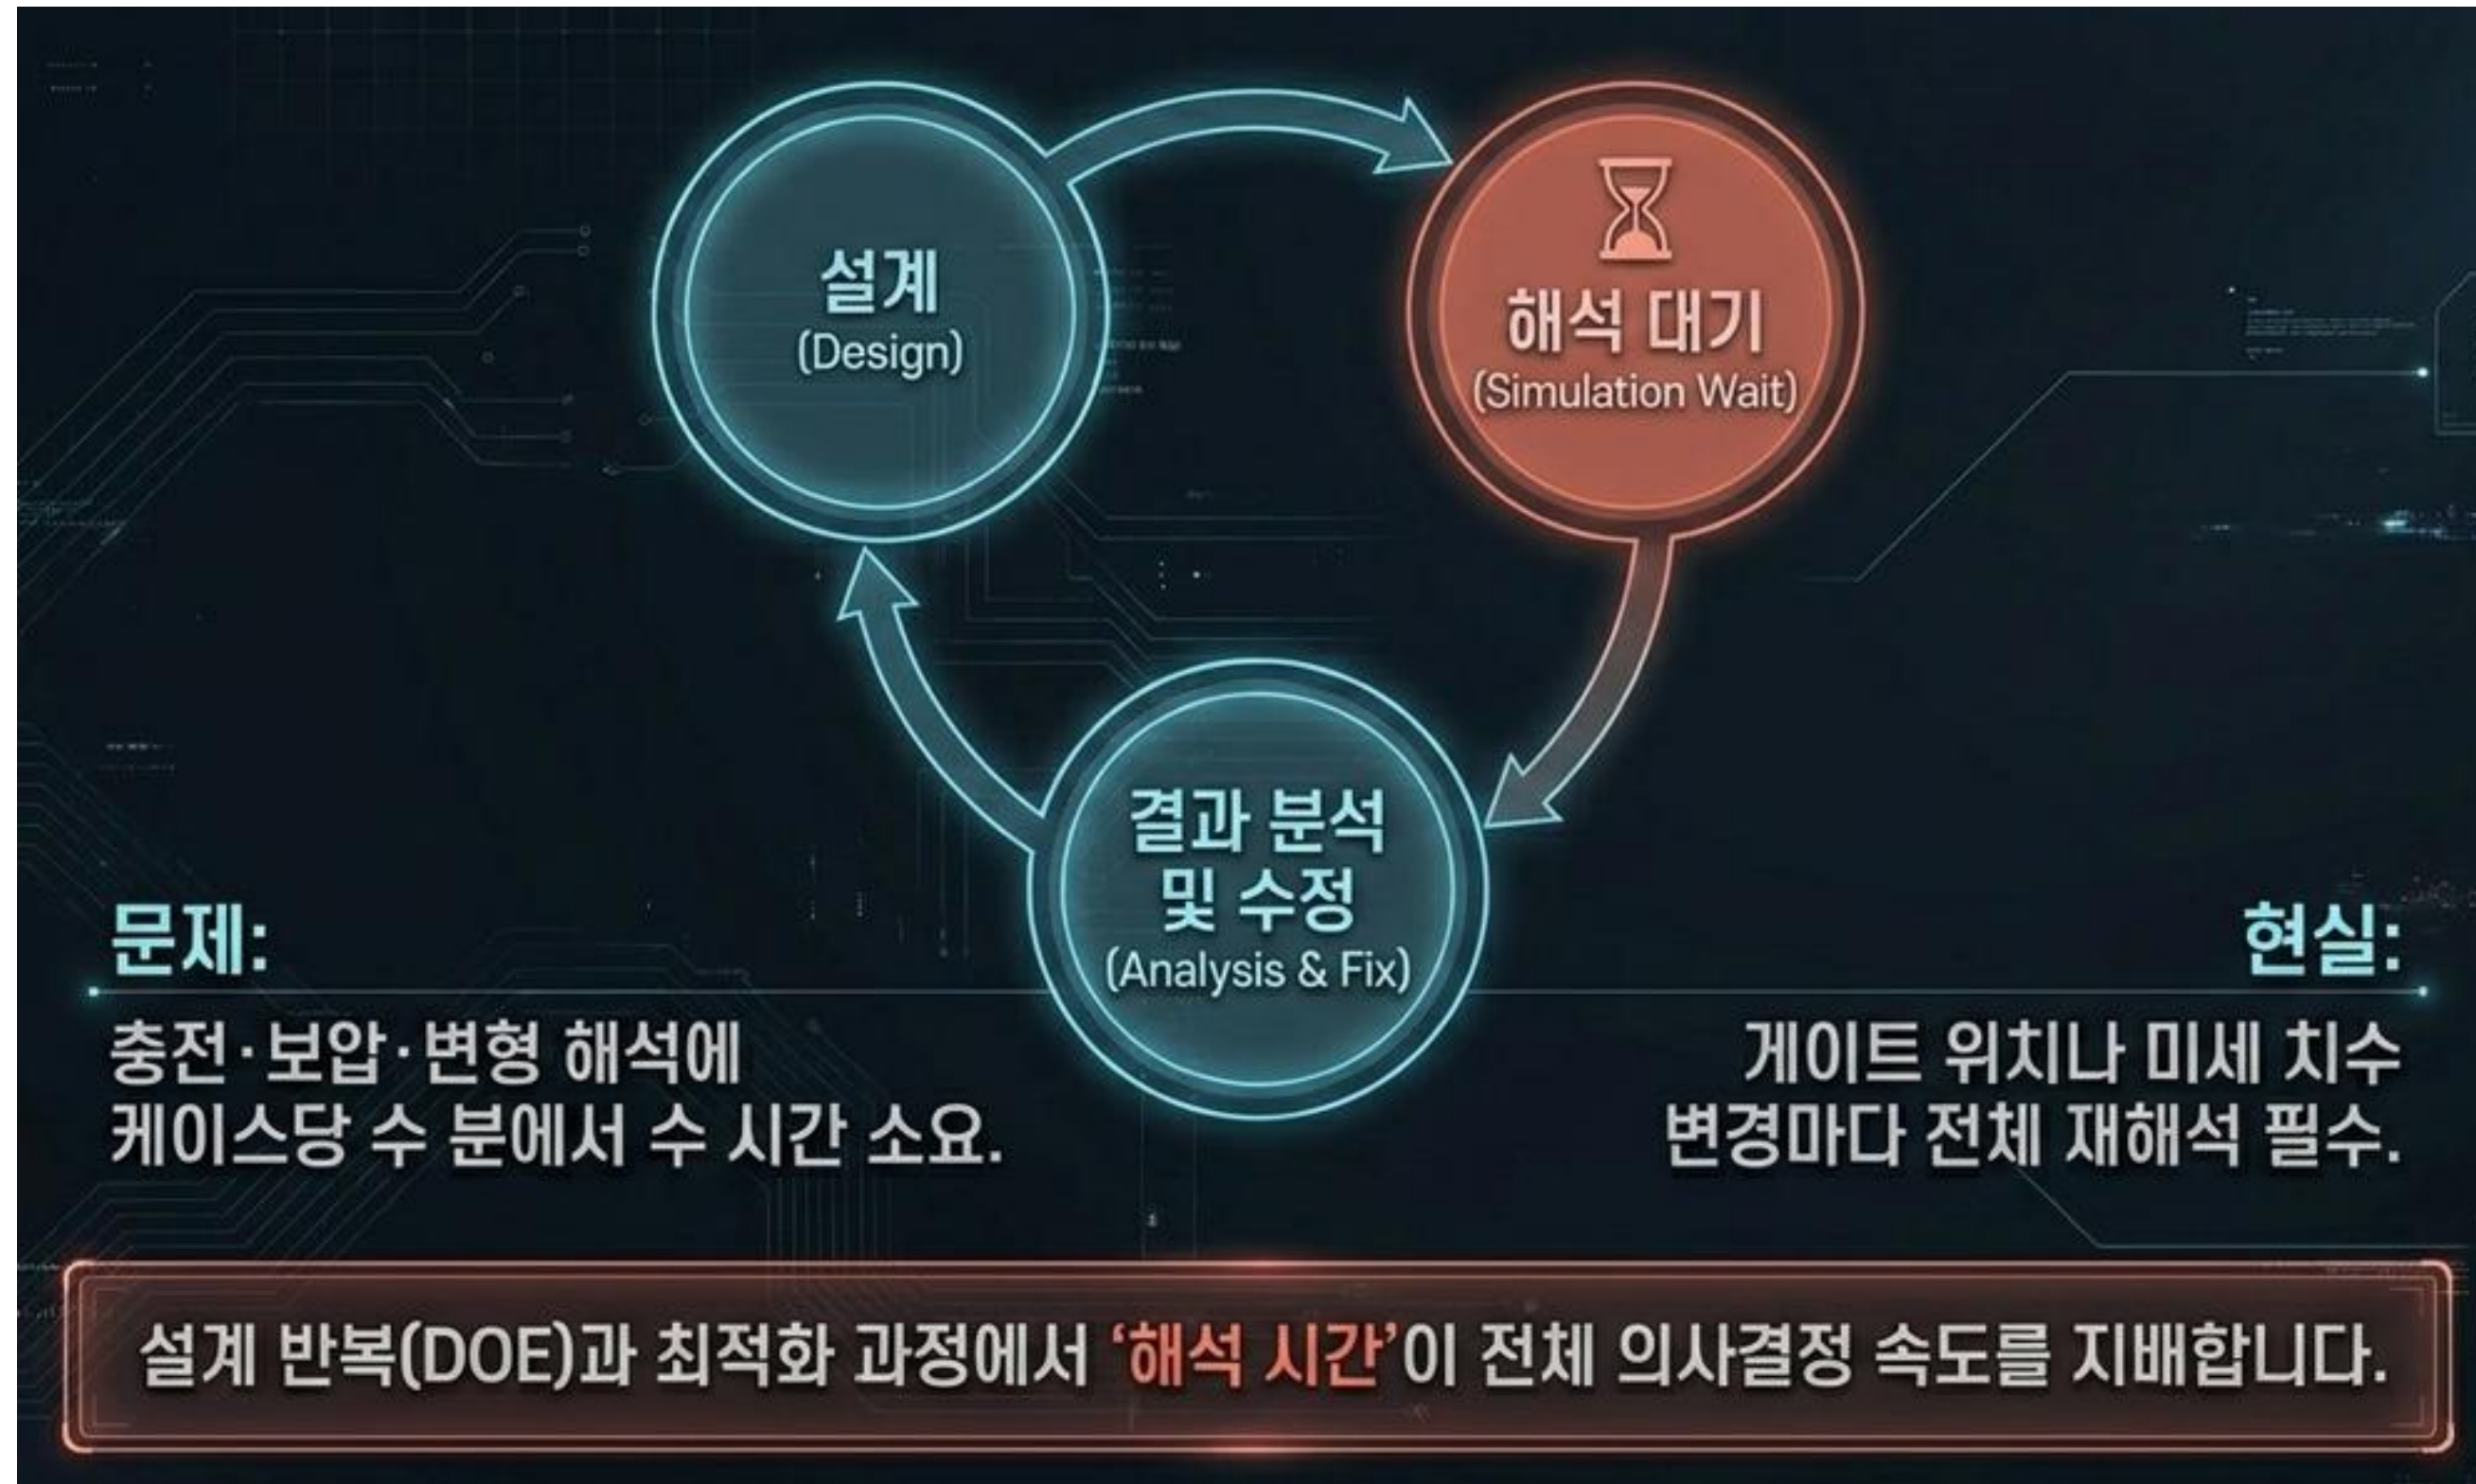 설계
(Design)
해석 대기
(Simulation Wait)
결과 분석
및 수정
(Analysis & Fix)
문제:
충전·보압·변형 해석에
케이스당 수 분에서 수 시간 소요.
현실:
게이트 위치나 미세 치수
변경마다 전체 재해석 필수.
설계 반복(DOE)과 최적화 과정에서 ‘해석 시간’이 전체 의사결정 속도를 지배합니다.